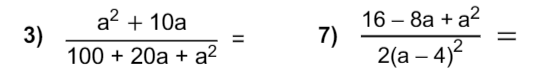 3) a² + 10a / 100 + 20a + a² =
7) 16 – 8a + a² / 2(a – 4)² =